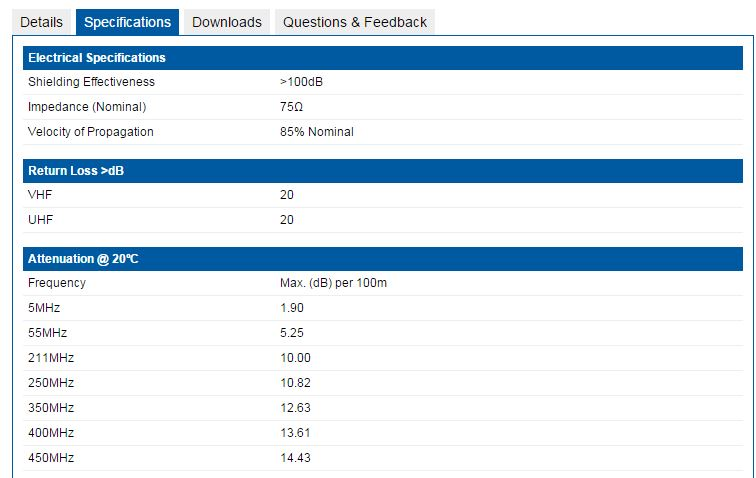 Details Specifications Downloads Questions & Feedback
Electrical Specifications
Shielding Effectiveness >100dB
Impedance (Nominal) 75Ω
Velocity of Propagation 85% Nominal
Return Loss >dB
VHF 20
UHF 20
Attenuation @ 20°C
Frequency Max. (dB) per 100m
5MHz 1.90
55MHz 5.25
211MHz 10.00
250MHz 10.82
350MHz 12.63
400MHz 13.61
450MHz 14.43